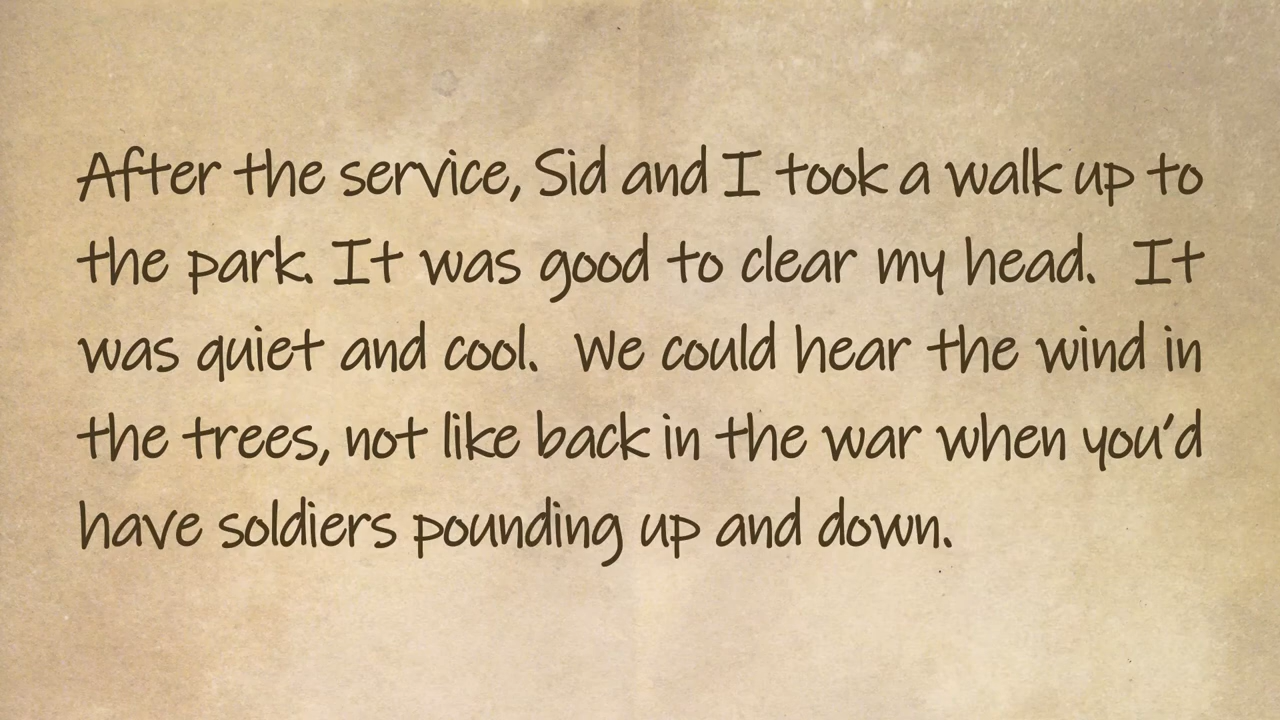 After the service, Sid and I took a walk up to
the park. It was good to clear my head.  It
was quiet and cool.  We could hear the wind in
the trees, not like back in the war when you'd
have soldiers pounding up and down.